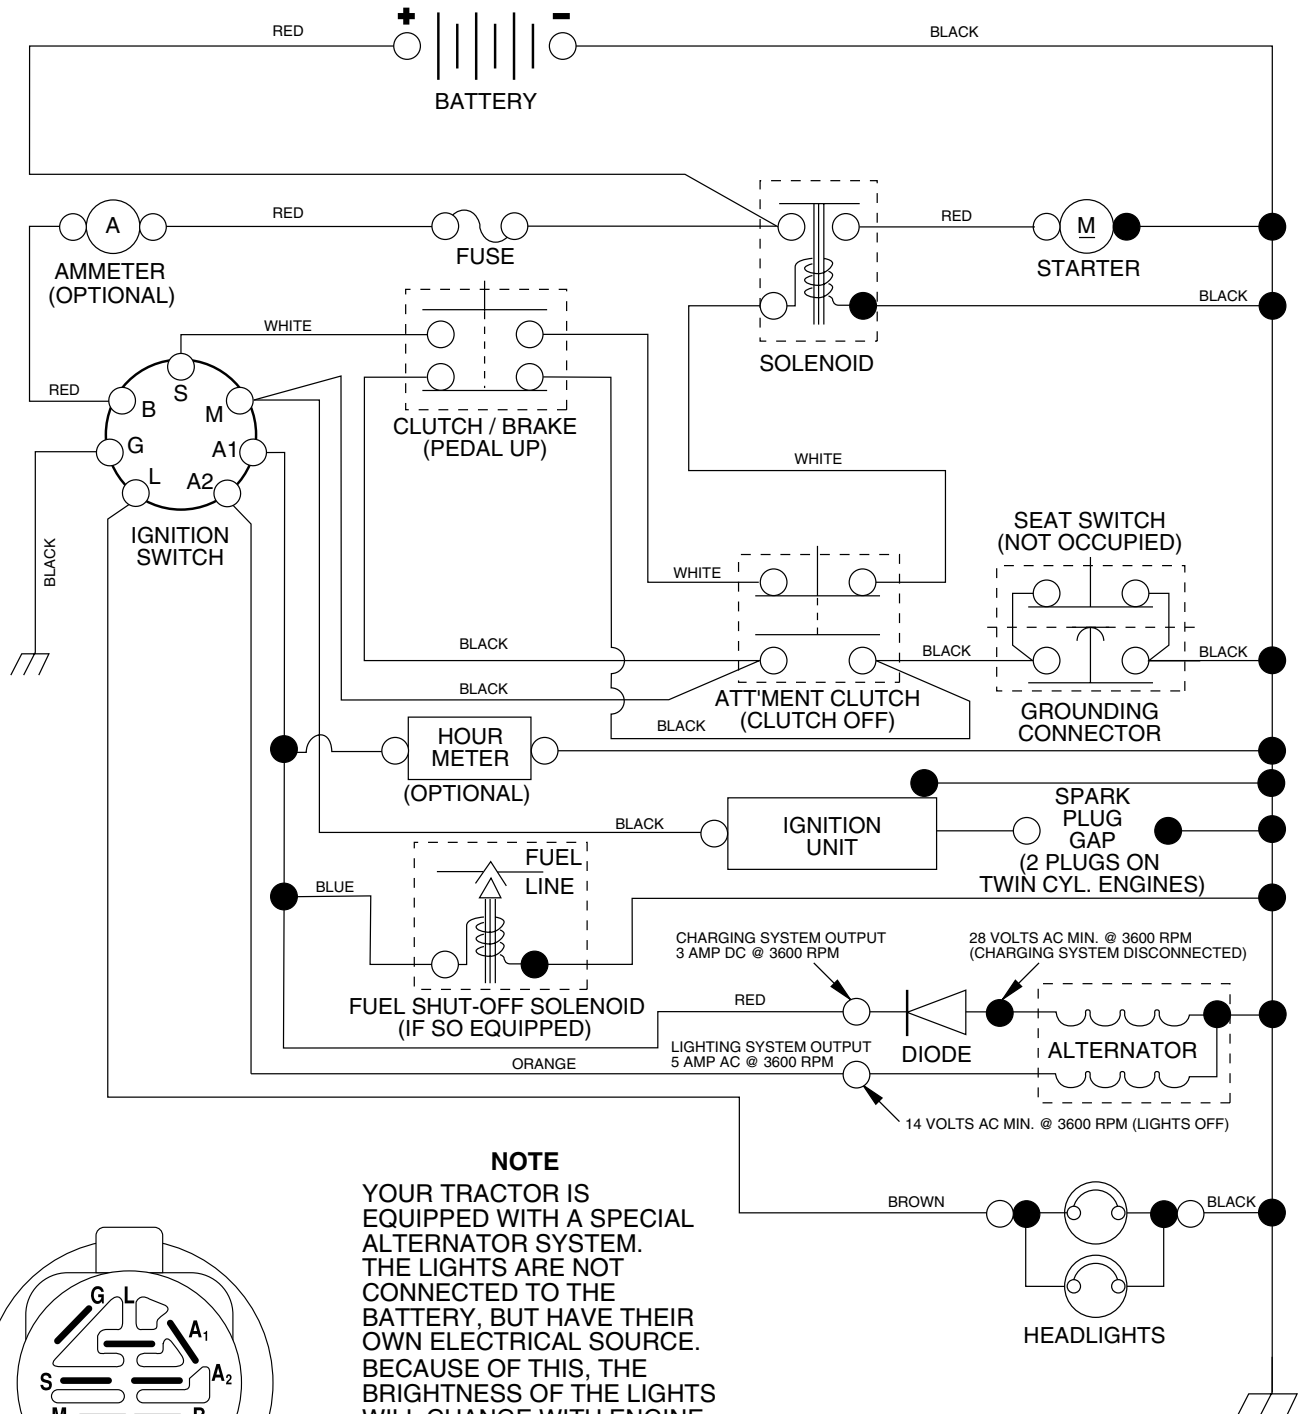 + −
RED
BLACK
BATTERY
RED
A
FUSE
RED
M
AMMETER
(OPTIONAL)
STARTER
BLACK
WHITE
SOLENOID
RED
S
B
M
CLUTCH / BRAKE
(PEDAL UP)
G
A1
L
A2
WHITE
IGNITION
SWITCH
BLACK
SEAT SWITCH
(NOT OCCUPIED)
WHITE
BLACK
BLACK
BLACK
BLACK
ATT'MENT CLUTCH
(CLUTCH OFF)
BLACK
GROUNDING
CONNECTOR
HOUR
METER
(OPTIONAL)
BLACK
IGNITION
UNIT
SPARK
PLUG
GAP
(2 PLUGS ON
TWIN CYL. ENGINES)
FUEL
LINE
BLUE
FUEL SHUT-OFF SOLENOID
(IF SO EQUIPPED)
CHARGING SYSTEM OUTPUT
3 AMP DC @ 3600 RPM
28 VOLTS AC MIN. @ 3600 RPM
(CHARGING SYSTEM DISCONNECTED)
RED
DIODE
ALTERNATOR
LIGHTING SYSTEM OUTPUT
5 AMP AC @ 3600 RPM
ORANGE
14 VOLTS AC MIN. @ 3600 RPM (LIGHTS OFF)
BROWN
BLACK
HEADLIGHTS
NOTE
YOUR TRACTOR IS
EQUIPPED WITH A SPECIAL
ALTERNATOR SYSTEM.
THE LIGHTS ARE NOT
CONNECTED TO THE
BATTERY, BUT HAVE THEIR
OWN ELECTRICAL SOURCE.
BECAUSE OF THIS, THE
BRIGHTNESS OF THE LIGHTS
WILL CHANGE WITH ENGINE
G L
A1
A2
S
M
B